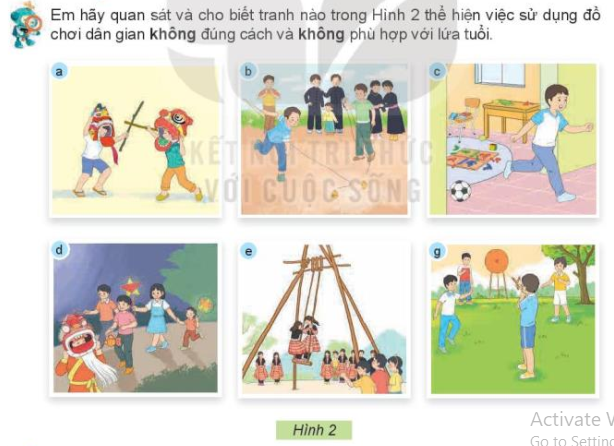 Em hãy quan sát và cho biết tranh nào trong Hình 2 thể hiện việc sử dụng đồ
chơi dân gian không đúng cách và không phù hợp với lứa tuổi.
a
b
c
KẾT NỐI TRI THỨC
VỚI CUỘC SỐNG
d
e
g
Hình 2
Activate
Go to Setting